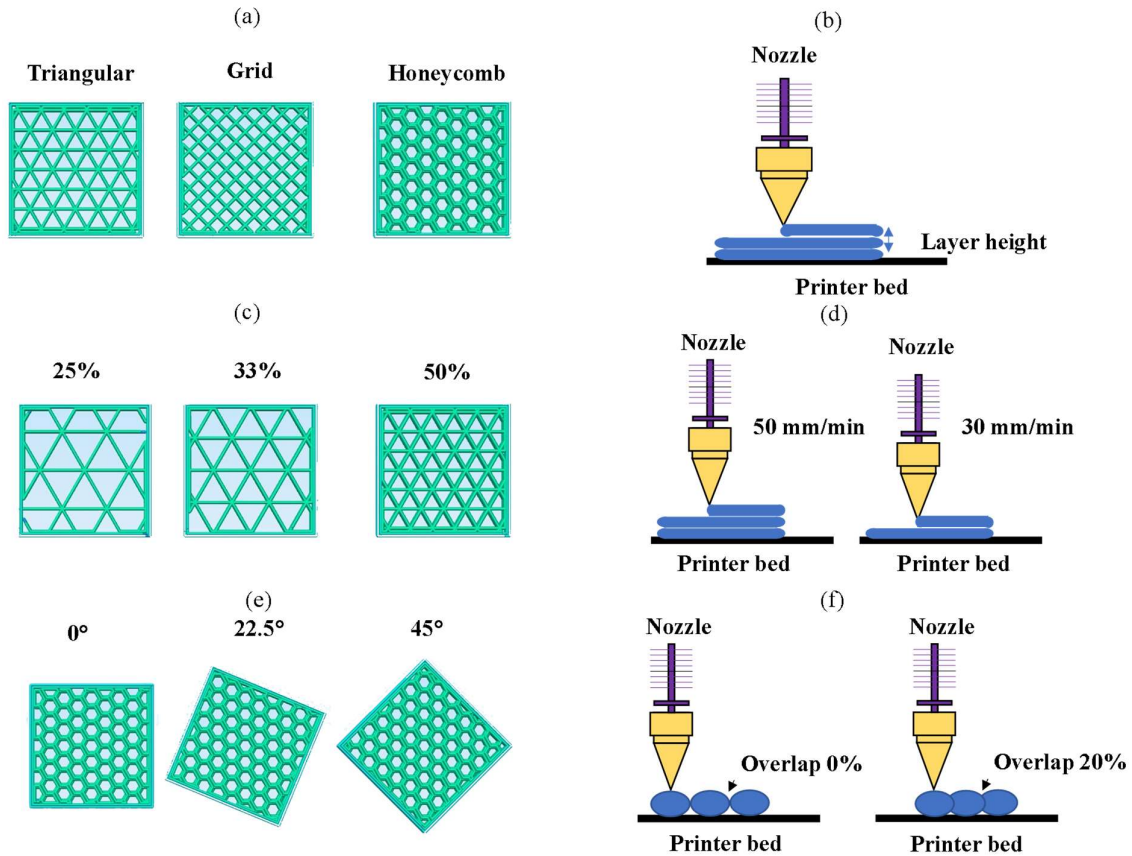 (a)
Triangular
Grid
Honeycomb
(b)
Nozzle
Layer height
Printer bed
(c)
25%
33%
50%
(d)
Nozzle
50 mm/min
Printer bed
Nozzle
30 mm/min
Printer bed
(e)
0°
22.5°
45°
(f)
Nozzle
Overlap 0%
Printer bed
Nozzle
Overlap 20%
Printer bed